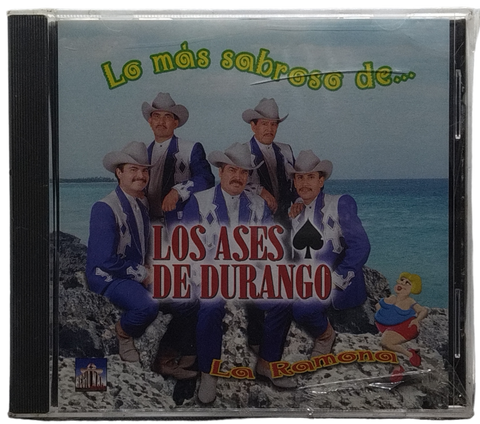 Lo más sabroso de...
LOS ASES
DE DURANGO
La Ramona